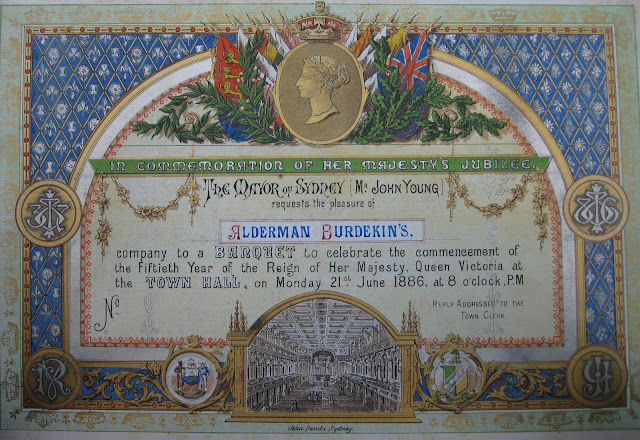 IN COMMEMORATION OF HER MAJESTY'S JUBILEE.
THE MAYOR OF SYDNEY [MR JOHN YOUNG]
requests the pleasure of
ALDERMAN BURDEKIN'S.
company to a BANQUET to celebrate the commencement of
the Fiftieth Year of the Reign of Her Majesty, Queen Victoria at
the TOWN HALL, on Monday 21st June 1886, at 8 o'clock, P.M
No.
REPLY ADDRESSED TO THE
TOWN CLERK.
John Sands Sydney.